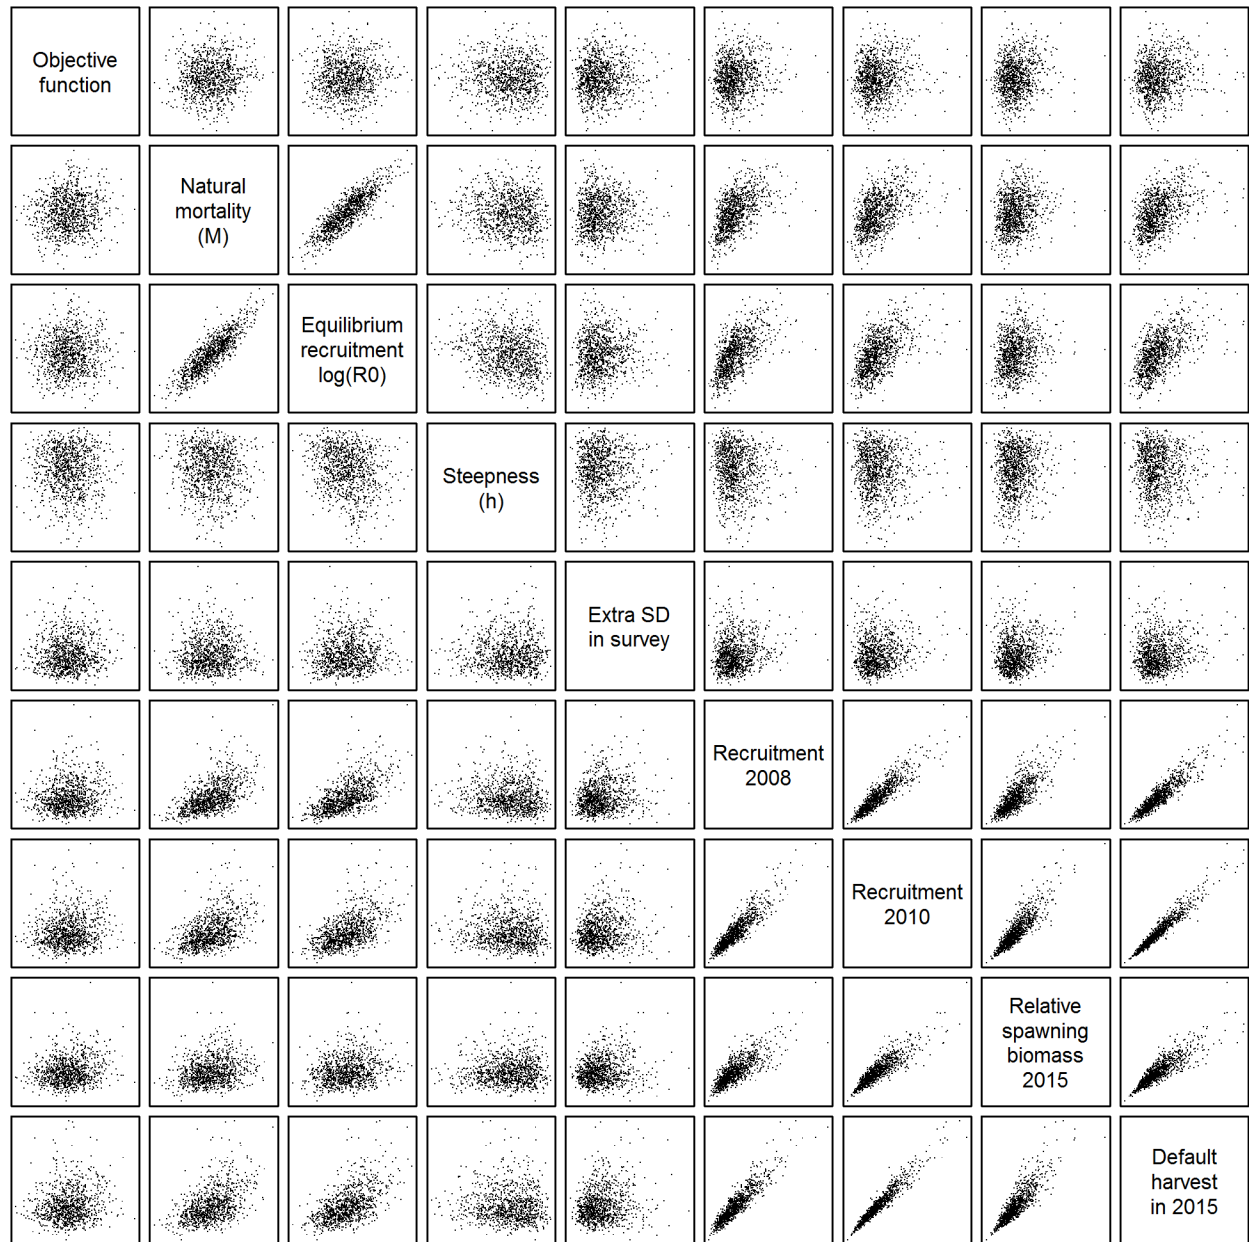 Objective
function
Natural
mortality
(M)
Equilibrium
recruitment
log(R0)
Steepness
(h)
Extra SD
in survey
Recruitment
2008
Recruitment
2010
Relative
spawning
biomass
2015
Default
harvest
in 2015